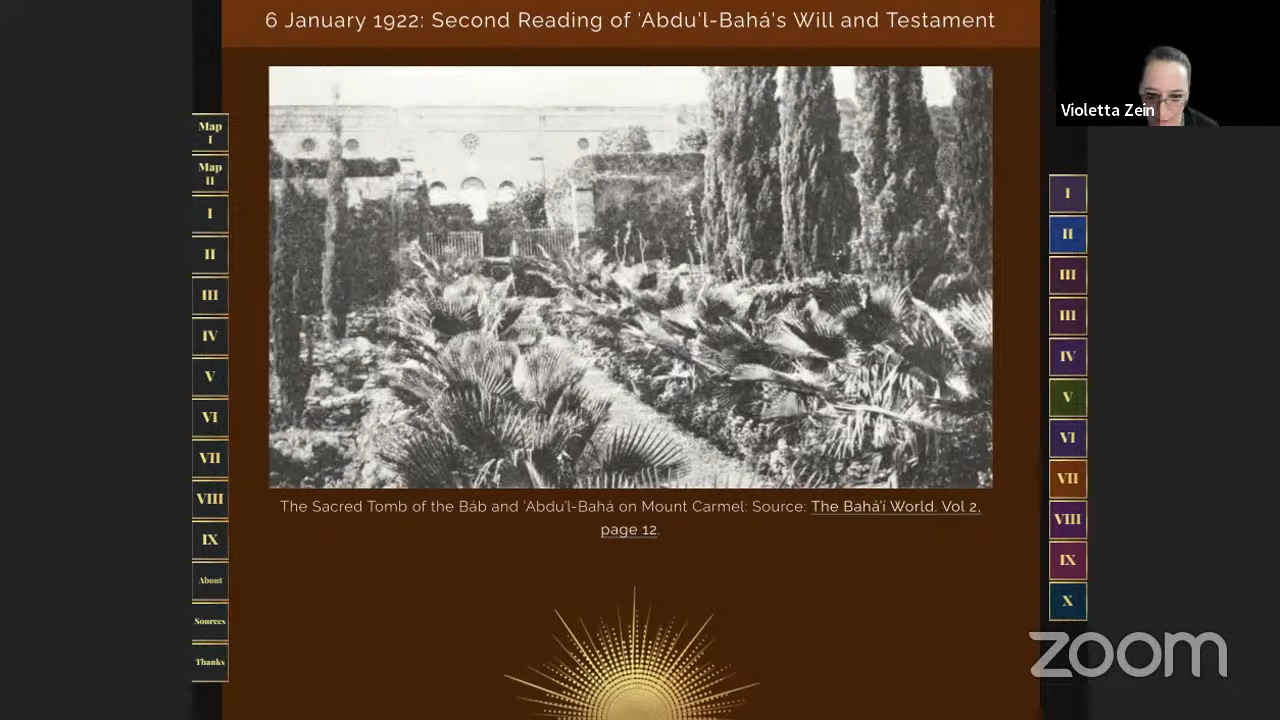 6 January 1922: Second Reading of 'Abdu'l-Bahá's Will and Testament
Violetta Zein
Map
I
Map
II
I
II
III
IV
V
VI
VII
VIII
IX
About
Sources
Thanks
The Sacred Tomb of the Báb and 'Abdu'l-Bahá on Mount Carmel: Source: The Bahá'í World. Vol 2,
page 12.
I
II
III
III
IV
V
VI
VII
VIII
IX
X
zoom